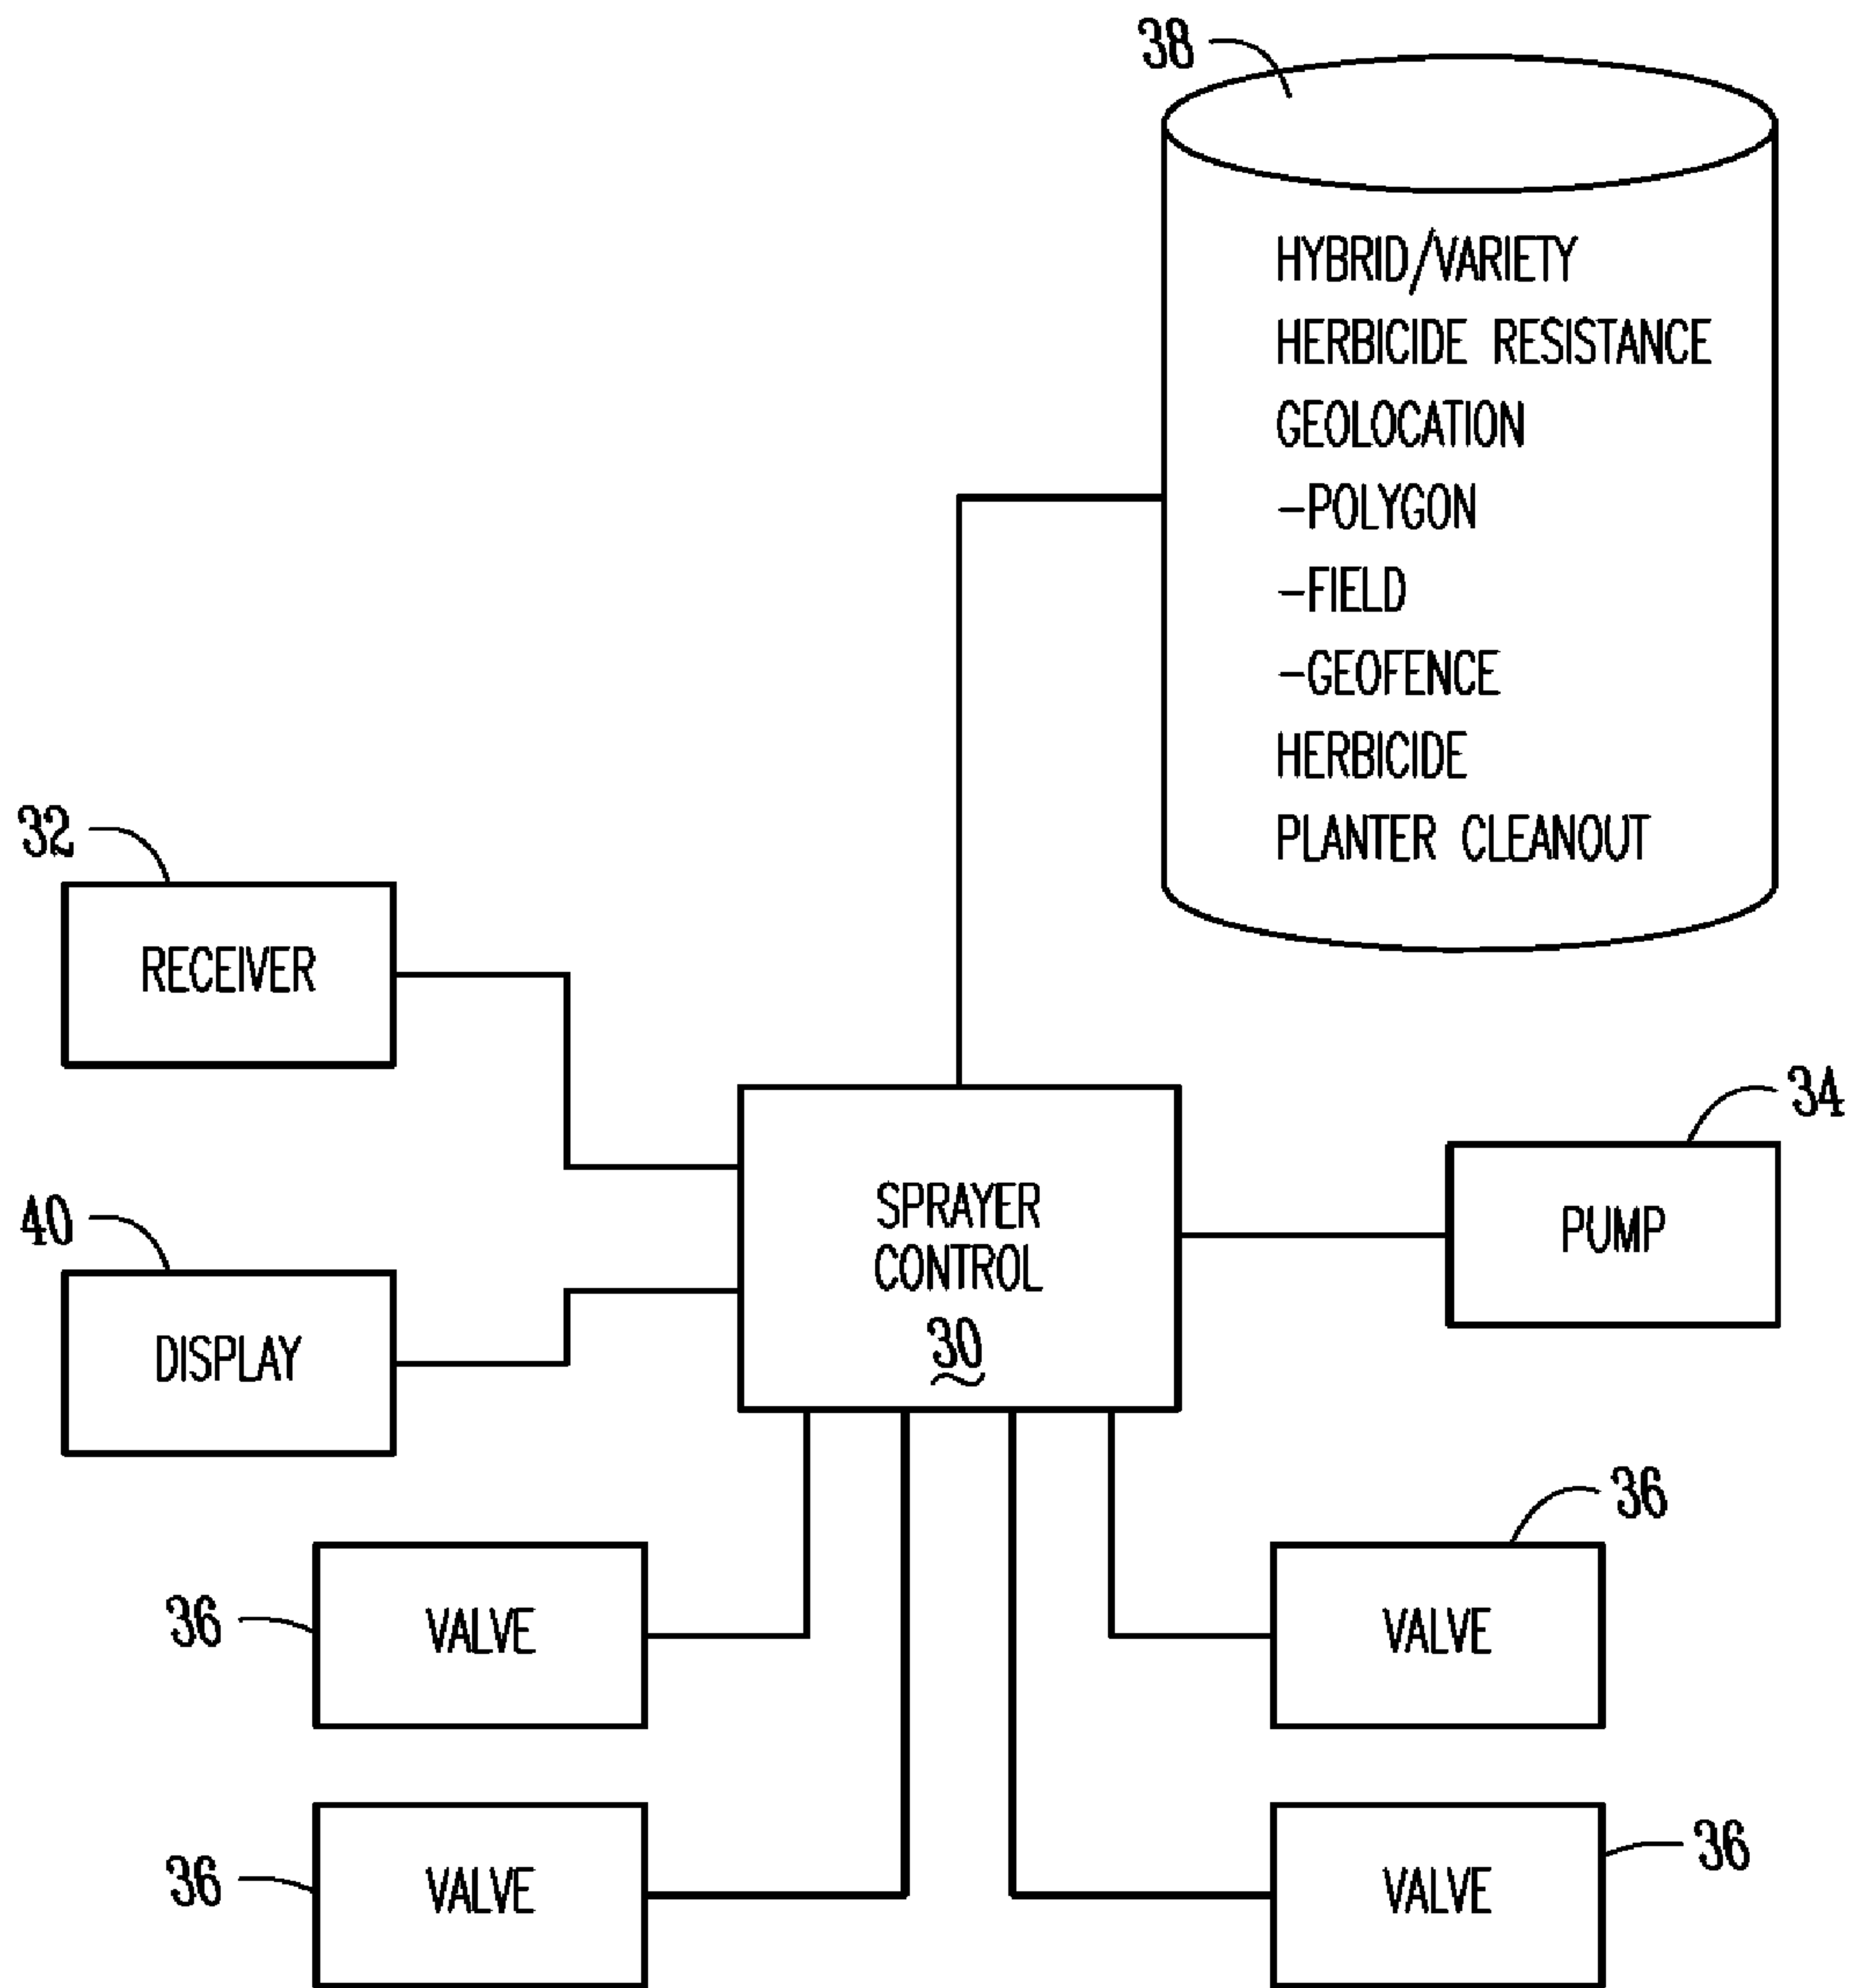 38
HYBRID/VARIETY
HERBICIDE RESISTANCE
GEOLOCATION
-POLYGON
-FIELD
-GEOFENCE
HERBICIDE
PLANTER CLEANOUT
32
RECEIVER
34
PUMP
SPRAYER
CONTROL
30
40
DISPLAY
36
VALVE
36
VALVE
36
VALVE
36
VALVE